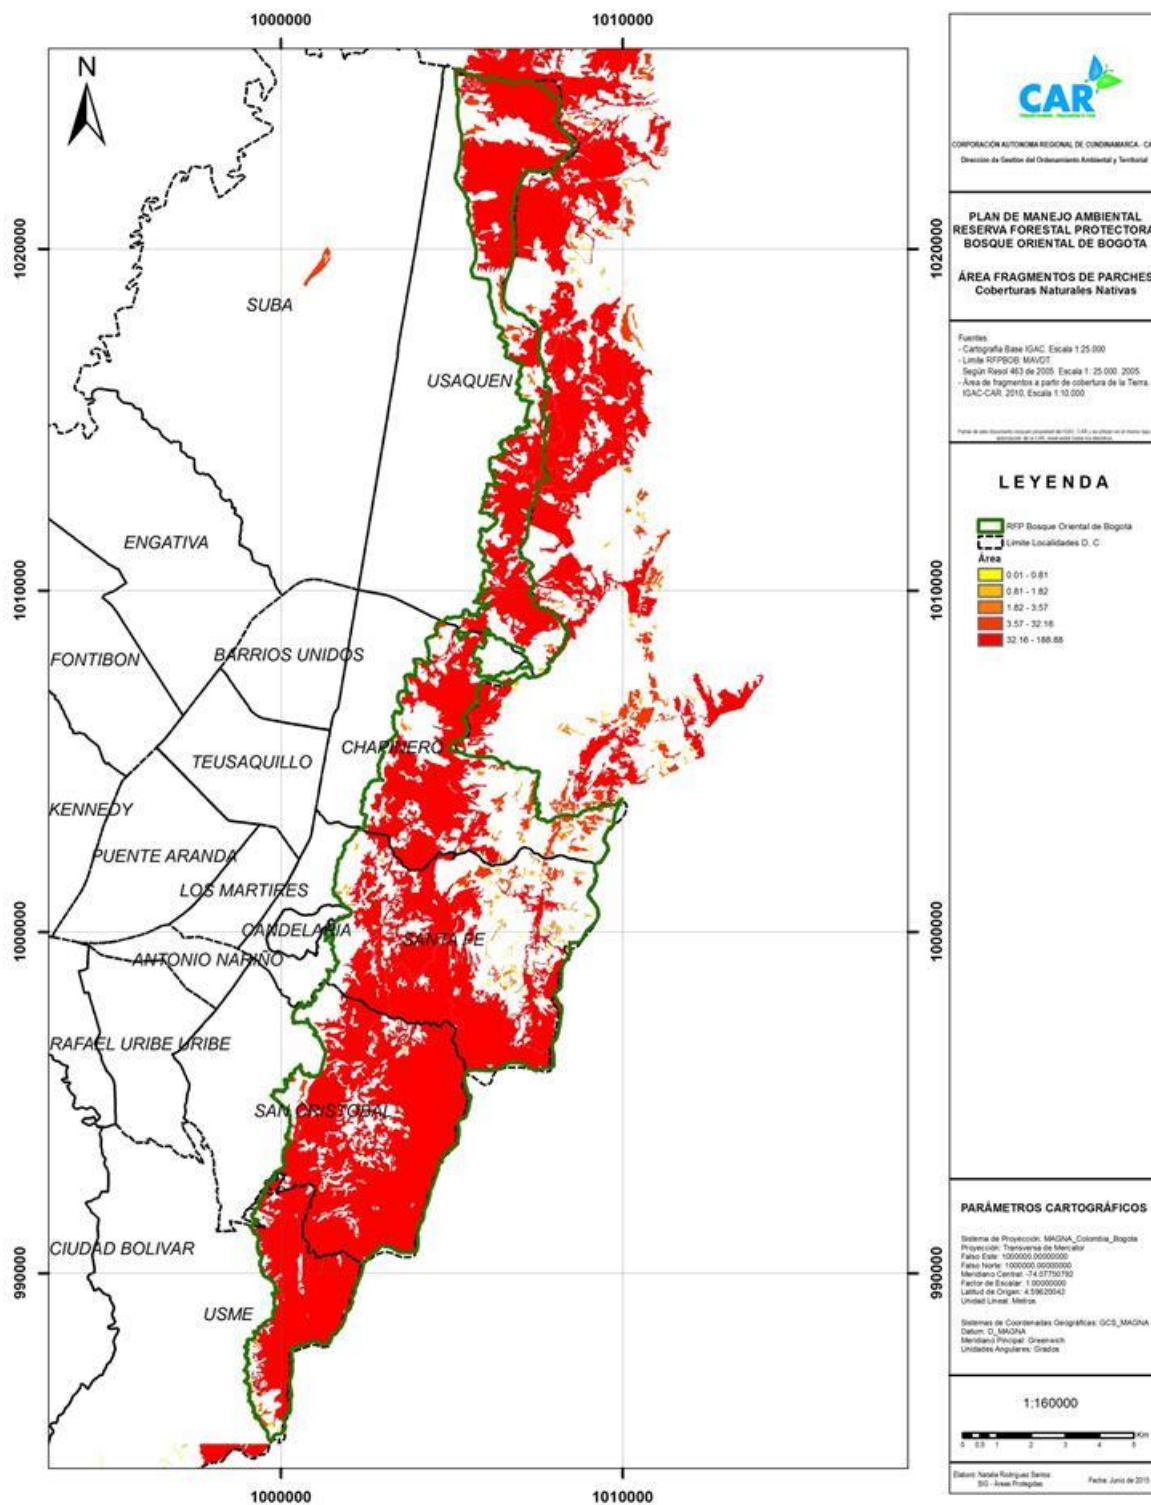 1000000
1010000
N
1020000
1020000
SUBA
USAQUEN
ENGATIVA
1010000
1010000
FONTIBON
BARRIOS UNIDOS
TEUSAQUILLO
CHAPINERO
KENNEDY
PUENTE ARANDA
LOS MARTIRES
1000000
1000000
CANDELARIA
SANTA FE
ANTONIO NARIÑO
RAFAEL URIBE URIBE
SAN CRISTOBAL
CIUDAD BOLIVAR
990000
990000
USME
1000000
1010000
CAR
CORPORACIÓN AUTONOMA REGIONAL DE CUNDINAMARCA - CA
Dirección de Gestión del Ordenamiento Ambiental y Territorial
PLAN DE MANEJO AMBIENTAL
RESERVA FORESTAL PROTECTORA
BOSQUE ORIENTAL DE BOGOTA
ÁREA FRAGMENTOS DE PARCHES
Coberturas Naturales Nativas
Fuentes:
- Cartografía Base IGAC. Escala 1:25.000
- Limite RFPBOB: MAVDT.
Según Resol 463 de 2005. Escala 1: 25.000. 2005.
- Área de fragmentos a partir de cobertura de la Tierra.
IGAC-CAR. 2010. Escala 1:10.000
LEYENDA
RFP Bosque Oriental de Bogotá
Limite Localidades D. C
Área
0.01 - 0.81
0.81 - 1.82
1.82 - 3.57
3.57 - 32.16
32.16 - 188.88
PARÁMETROS CARTOGRÁFICOS
Sistema de Proyección: MAGNA_Colombia_Bogota
Proyección: Transversa de Mercator
Falso Este: 1000000.00000000
Falso Norte: 1000000.00000000
Meridiano Central: -74.07750792
Factor de Escalar: 1.00000000
Latitud de Origen: 4.59620042
Unidad Lineal: Metros
Sistemas de Coordenadas Geográficas: GCS_MAGNA
Datum: D_MAGNA
Meridiano Principal: Greenwich
Unidades Angulares: Grados
1:160000
Km
0 0.5 1 2 3 4 5
Elaboró: Natalia Rodríguez Santos
SIG - Áreas Protegidas
Fecha: Junio de 2015